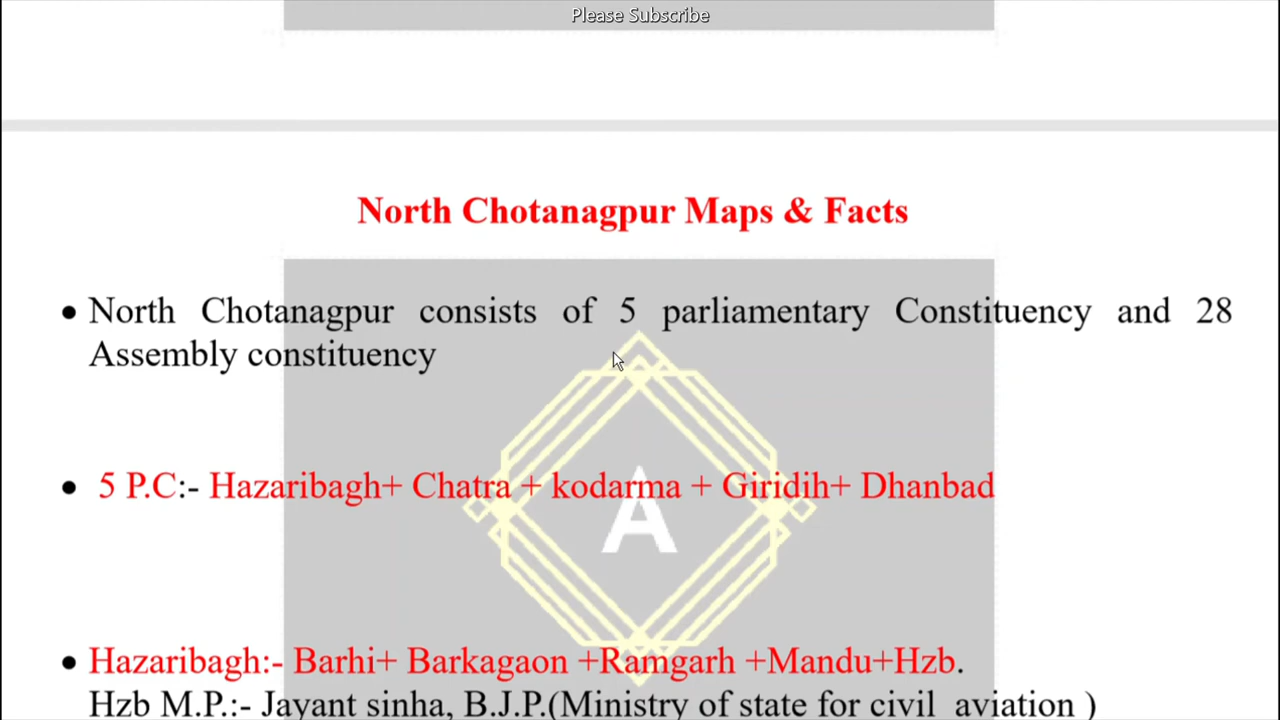 Please Subscribe
North Chotanagpur Maps & Facts
• North Chotanagpur consists of 5 parliamentary Constituency and 28
Assembly constituency
• 5 P.C:- Hazaribagh+ Chatra + kodarma + Giridih+ Dhanbad
A
• Hazaribagh:- Barhi+ Barkagaon +Ramgarh +Mandu+Hzb.
Hzb M.P.:- Jayant sinha, B.J.P.(Ministry of state for civil aviation )